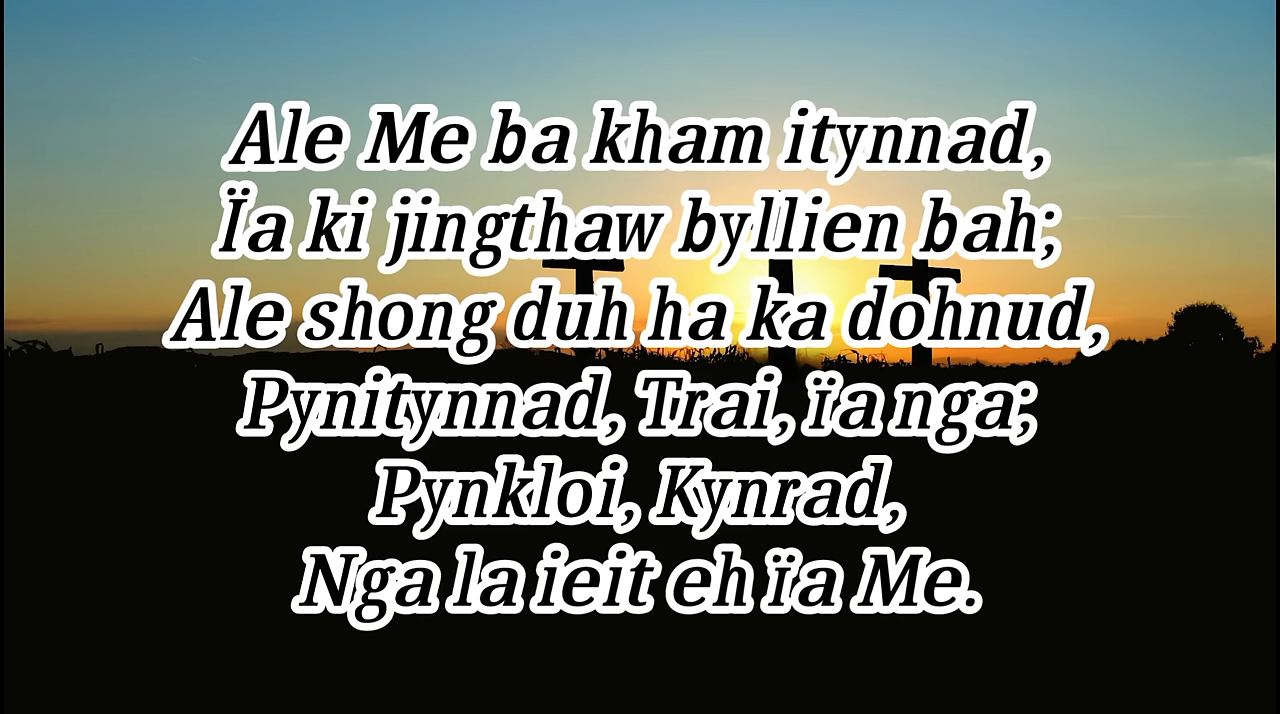 Ale Me ba kham itynnad,
Ïa ki jingthaw byllien bah;
Ale shong duh ha ka dohnud,
Pynitynnad, Trai, ïa nga;
Pynkloi, Kynrad,
Nga la ieit eh ïa Me.